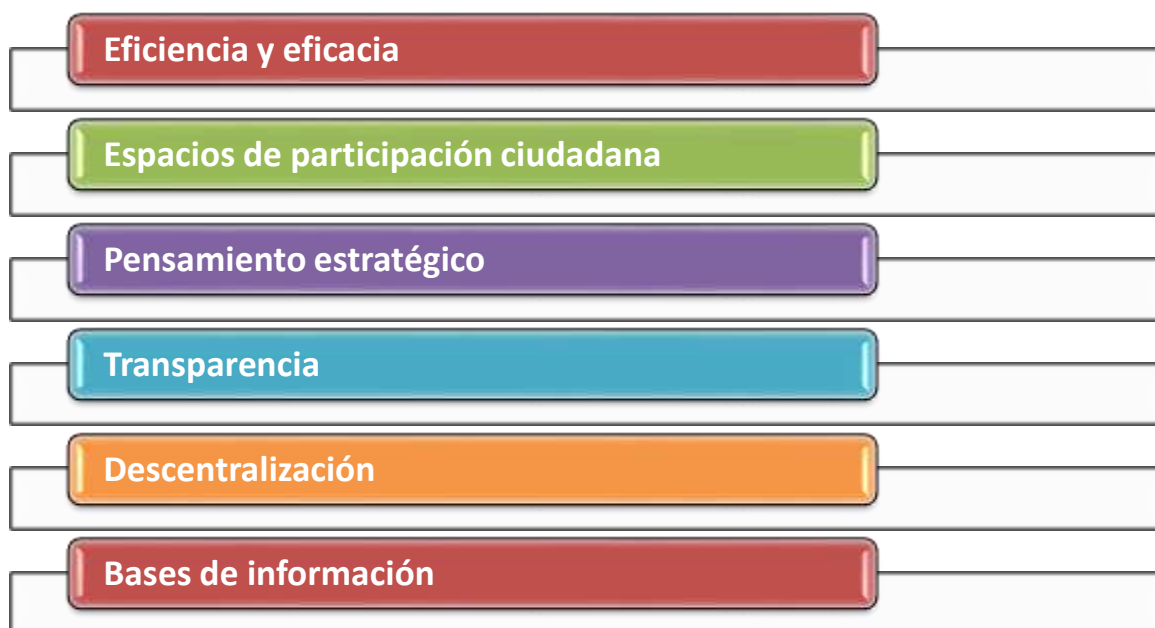 Eficiencia y eficacia
Espacios de participación ciudadana
Pensamiento estratégico
Transparencia
Descentralización
Bases de información